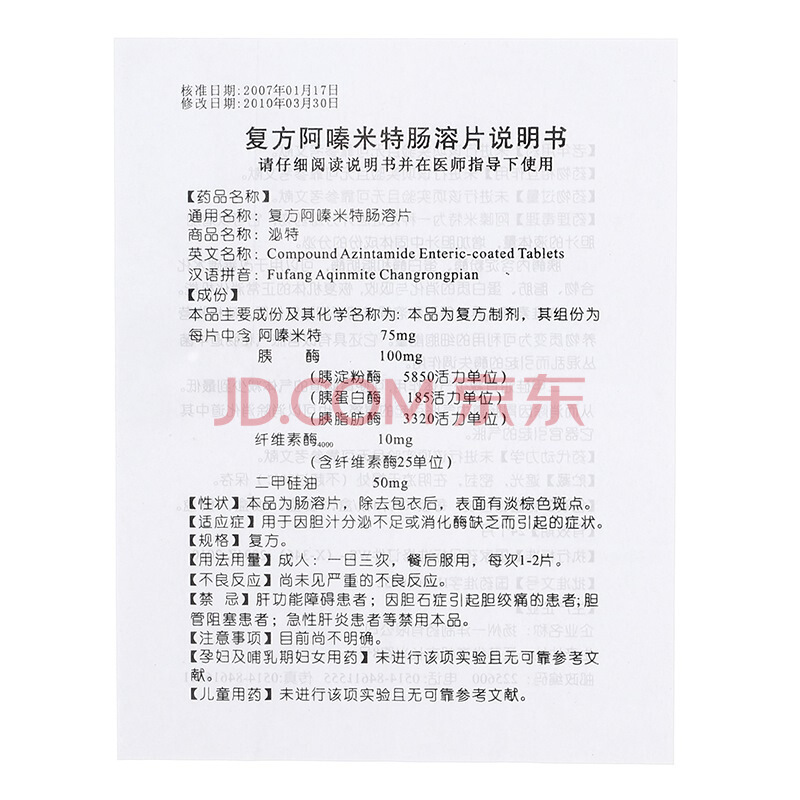 核准日期:2007年01月17日
修改日期:2010年03月30日
复方阿嗪米特肠溶片说明书
请仔细阅读说明书并在医师指导下使用
【药品名称】
通用名称：复方阿嗪米特肠溶片
商品名称：泌特
英文名称：Compound Azintamide Enteric-coated Tablets
汉语拼音：Fufang Aqinmite Changrongpian
【成份】
本品主要成份及其化学名称为: 本品为复方制剂，其组份为
每片中含 阿嗪米特 75mg
胰 酶 100mg
(胰淀粉酶 5850活力单位)
(胰蛋白酶 185活力单位)
JD.COM 京东
(胰脂肪酶 3320活力单位)
纤维素酶4000 10mg
(含纤维素酶25单位)
二甲硅油 50mg
【性状】本品为肠溶片，除去包衣后，表面有淡棕色斑点。
【适应症】用于因胆汁分泌不足或消化酶缺乏而引起的症状。
【规格】复方。
【用法用量】成人：一日三次，餐后服用，每次1-2片。
【不良反应】尚未见严重的不良反应。
【禁 忌】肝功能障碍患者；因胆石症引起胆绞痛的患者;胆
管阻塞患者；急性肝炎患者等禁用本品。
【注意事项】目前尚不明确。
【孕妇及哺乳期妇女用药】未进行该项实验且无可靠参考文
献。
【儿童用药】未进行该项实验且无可靠参考文献。